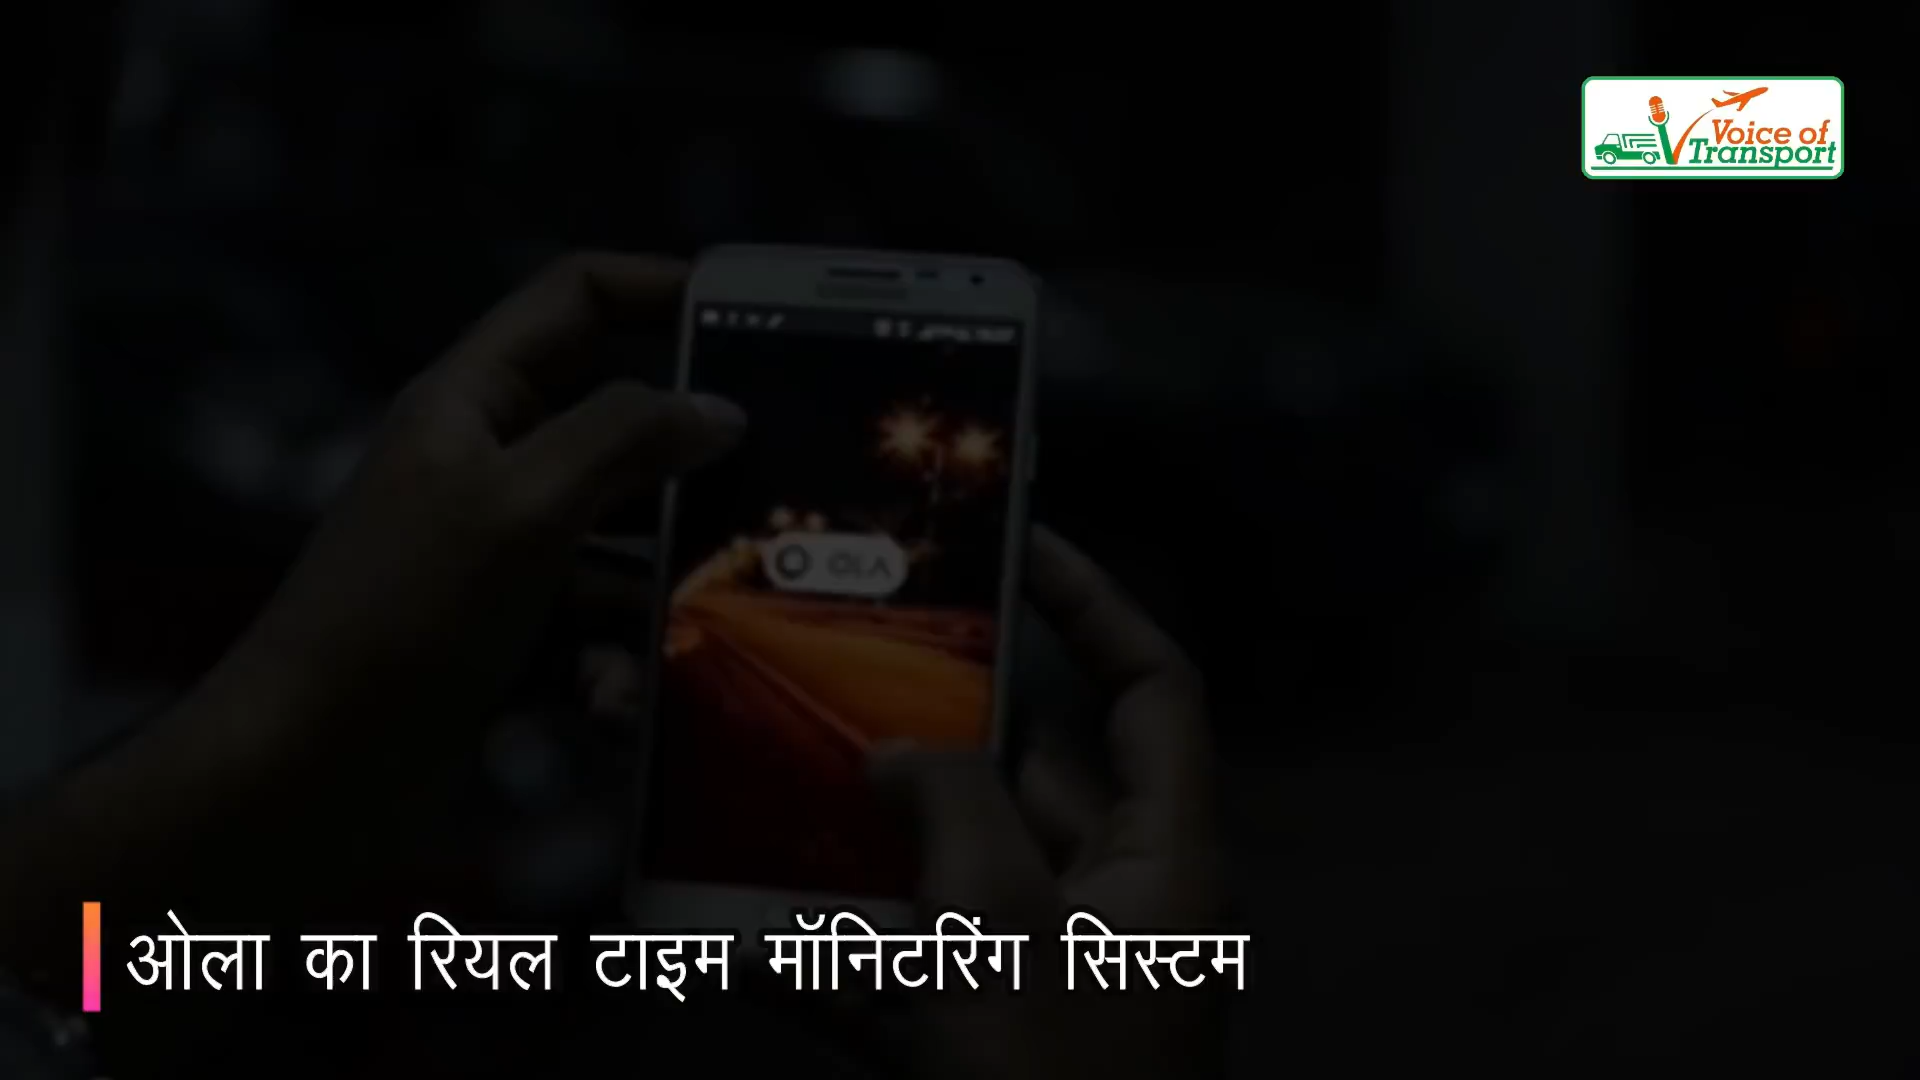 Voice of
Transport
OLA
ओला का रियल टाइम मॉनिटरिंग सिस्टम